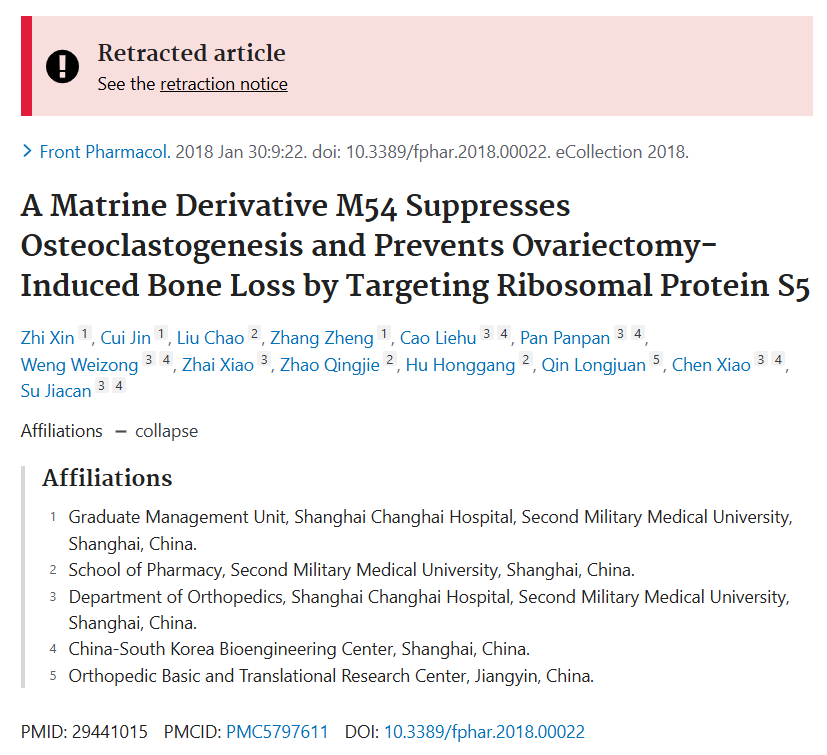 Retracted article
See the retraction notice
Front Pharmacol. 2018 Jan 30:9:22. doi: 10.3389/fphar.2018.00022. eCollection 2018.
A Matrine Derivative M54 Suppresses
Osteoclastogenesis and Prevents Ovariectomy-
Induced Bone Loss by Targeting Ribosomal Protein S5
Zhi Xin 1, Cui Jin 1, Liu Chao 2, Zhang Zheng 1, Cao Liehu 3 4, Pan Panpan 3 4,
Weng Weizong 3 4, Zhai Xiao 3, Zhao Qingjie 2, Hu Honggang 2, Qin Longjuan 5, Chen Xiao 3 4,
Su Jiacan 3 4
Affiliations – collapse
Affiliations
1 Graduate Management Unit, Shanghai Changhai Hospital, Second Military Medical University,
Shanghai, China.
2 School of Pharmacy, Second Military Medical University, Shanghai, China.
3 Department of Orthopedics, Shanghai Changhai Hospital, Second Military Medical University,
Shanghai, China.
4 China-South Korea Bioengineering Center, Shanghai, China.
5 Orthopedic Basic and Translational Research Center, Jiangyin, China.
PMID: 29441015 PMCID: PMC5797611 DOI: 10.3389/fphar.2018.00022